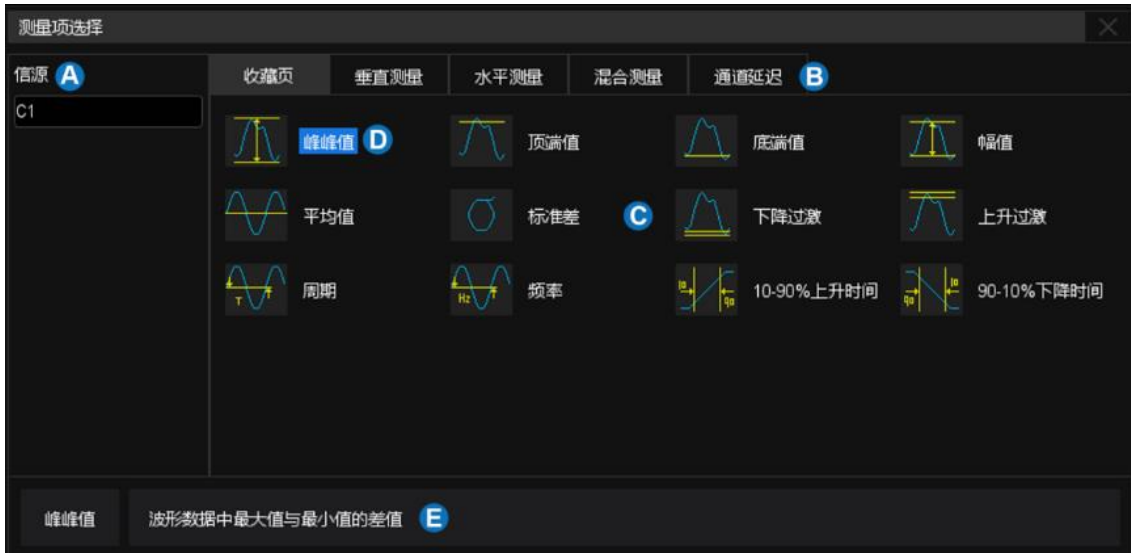 测量项选择
信源 A 收藏页 垂直测量 水平测量 混合测量 通道延迟 B
C1
峰峰值 D 顶端值 底端值 幅值
平均值 标准差 C 下降过激 上升过激
T 周期 Hz 频率 10-90%上升时间 90-10%下降时间
峰峰值 波形数据中最大值与最小值的差值 E